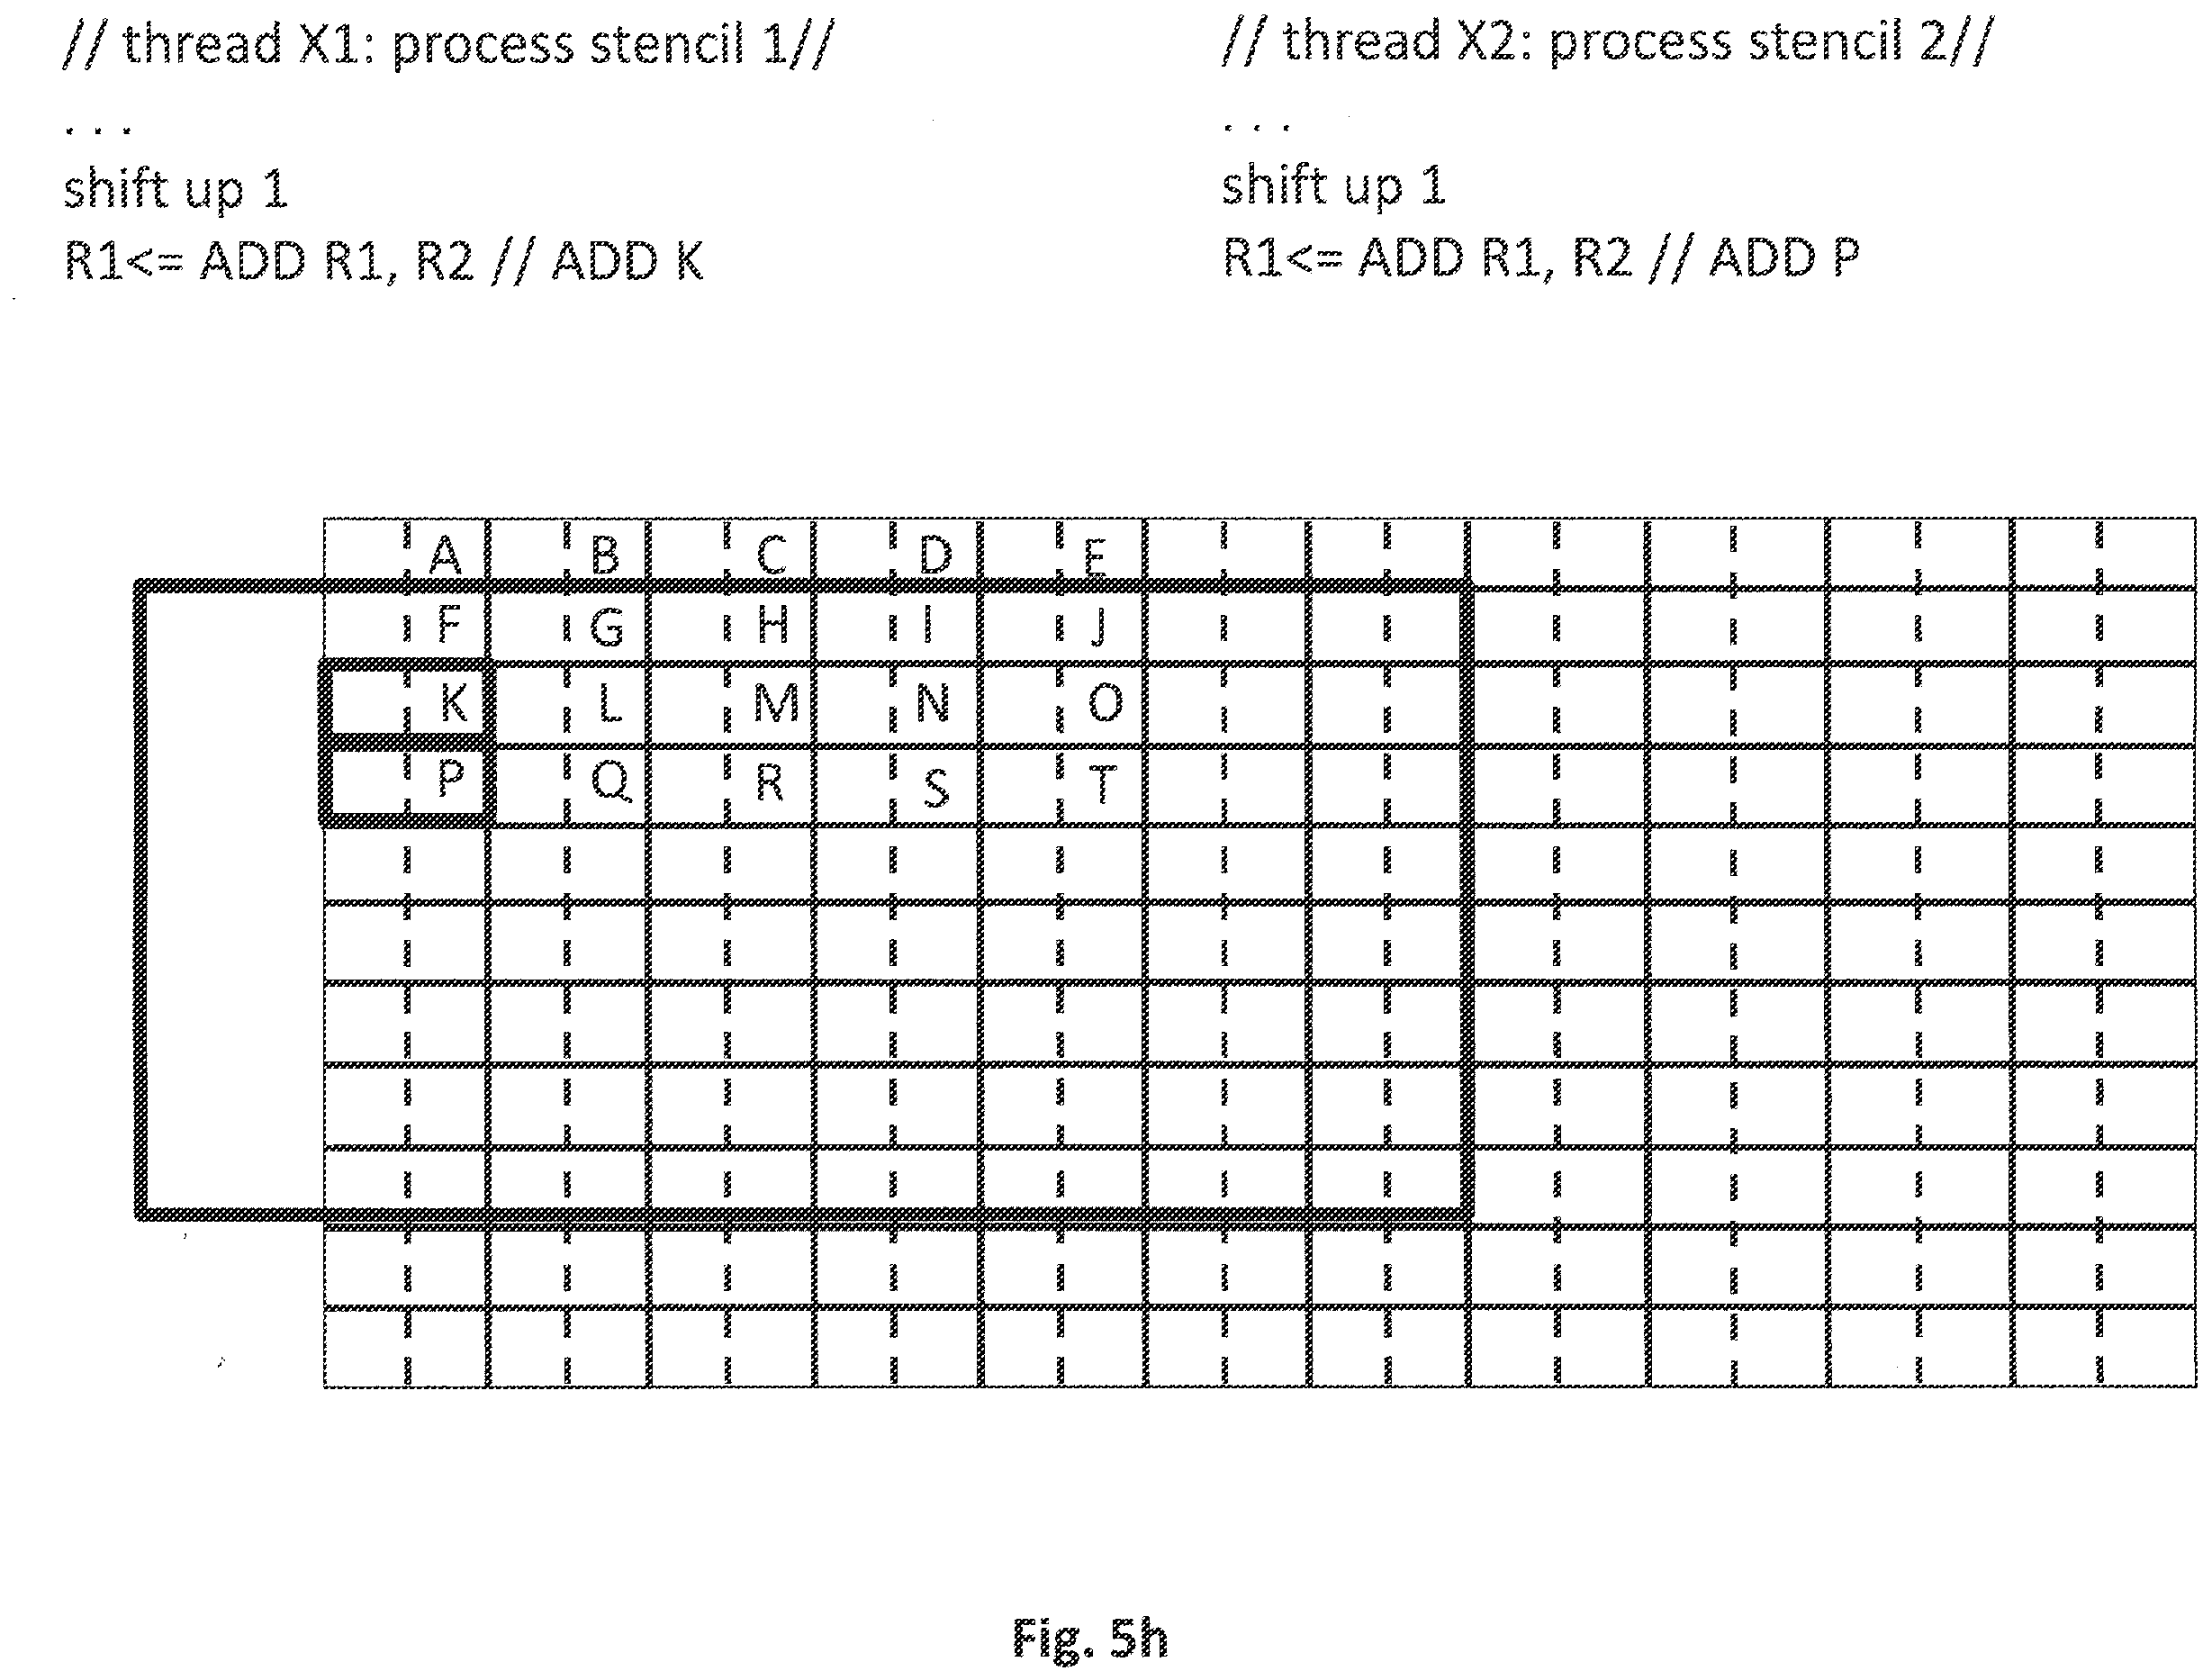 // thread X1: process stencil 1//
. . .
shift up 1
R1<= ADD R1, R2 // ADD K
// thread X2: process stencil 2//
. . .
shift up 1
R1<= ADD R1, R2 // ADD P
A B C D E
F G H I J
K L M N O
P Q R S T
Fig. 5h